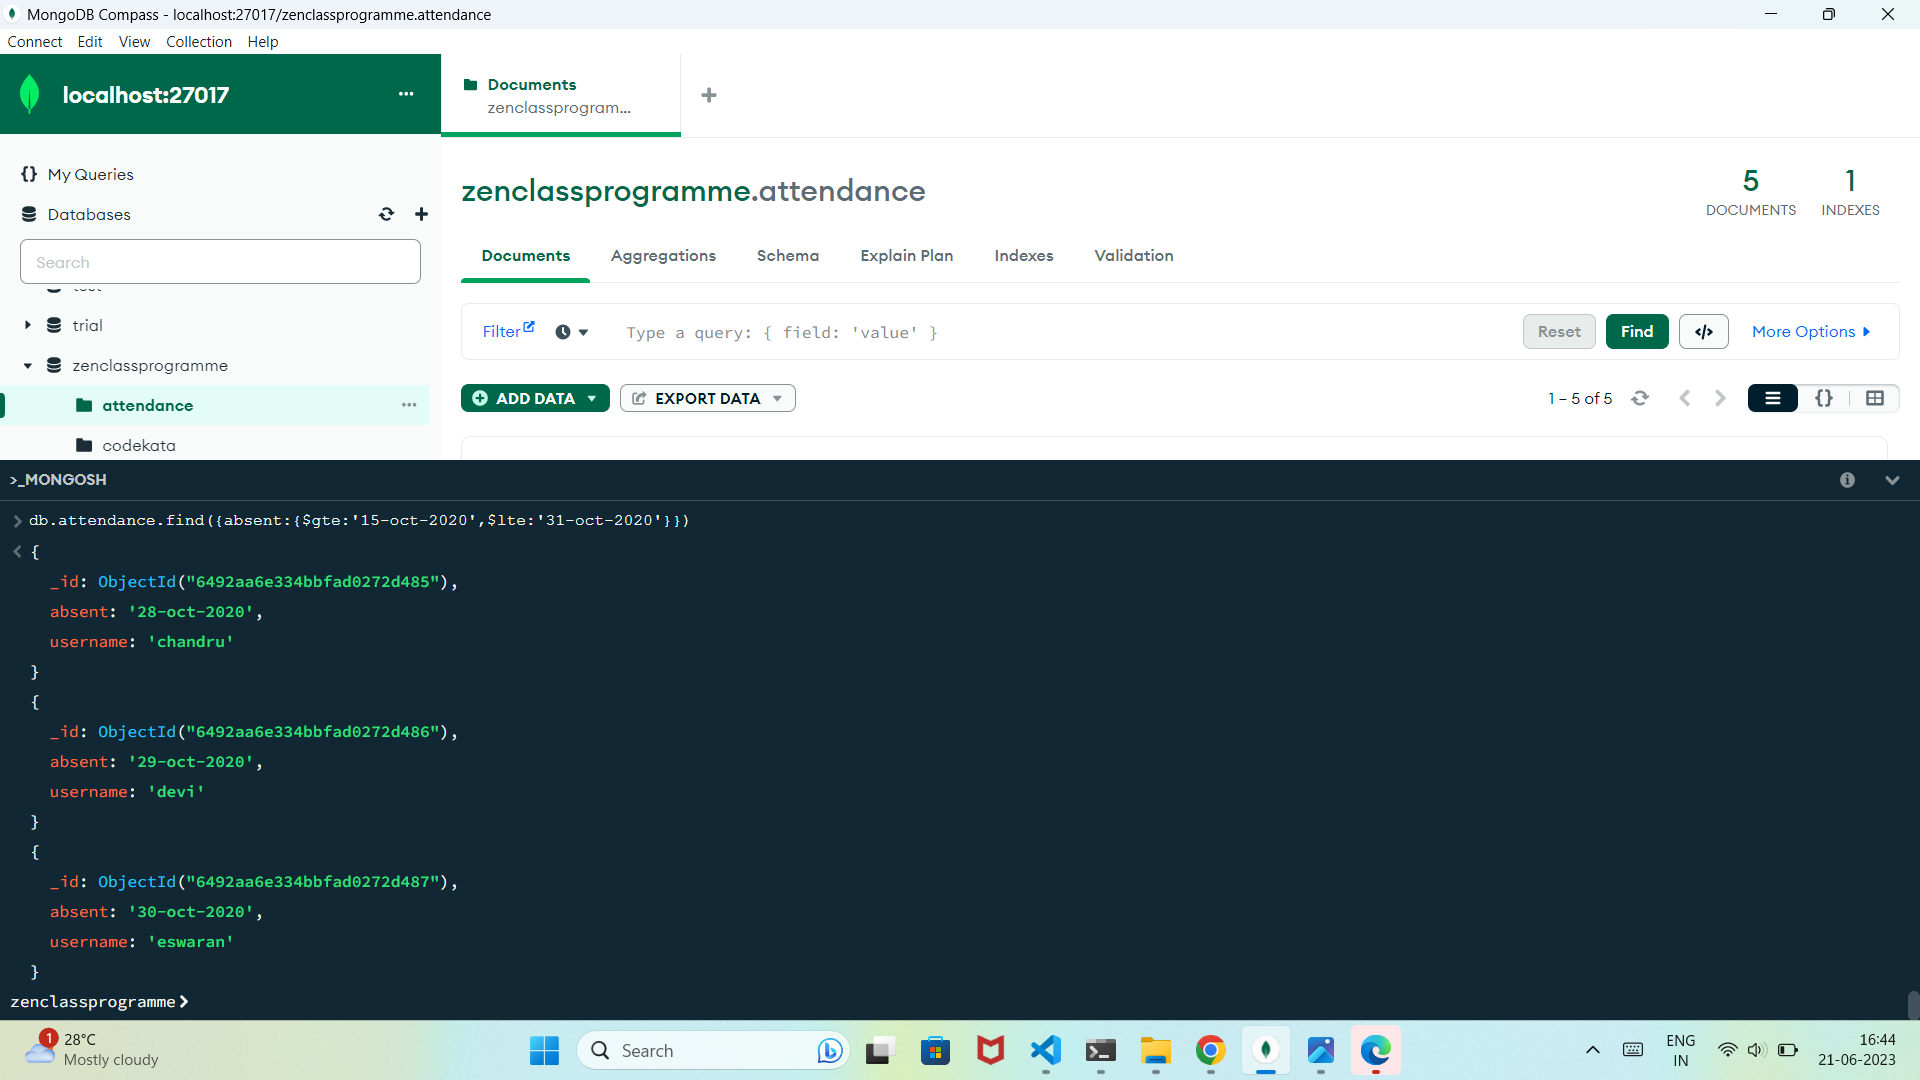 MongoDB Compass - localhost:27017/zenclassprogramme.attendance
Connect Edit View Collection Help
localhost:27017
Documents
zenclassprogram...
My Queries
Databases
Search
trial
zenclassprogramme
attendance
codekata
zenclassprogramme.attendance
5
DOCUMENTS
1
INDEXES
Documents Aggregations Schema Explain Plan Indexes Validation
Filter
Type a query: { field: 'value' }
Reset
Find
</>
More Options
ADD DATA
EXPORT DATA
1 – 5 of 5
{}
>_MONGOSH
> db.attendance.find({absent:{$gte:'15-oct-2020',$lte:'31-oct-2020'}})
< {
_id: ObjectId("6492aa6e334bbfad0272d485"),
absent: '28-oct-2020',
username: 'chandru'
}
{
_id: ObjectId("6492aa6e334bbfad0272d486"),
absent: '29-oct-2020',
username: 'devi'
}
{
_id: ObjectId("6492aa6e334bbfad0272d487"),
absent: '30-oct-2020',
username: 'eswaran'
}
zenclassprogramme>
1
28°C
Mostly cloudy
Search
ENG
IN
16:44
21-06-2023